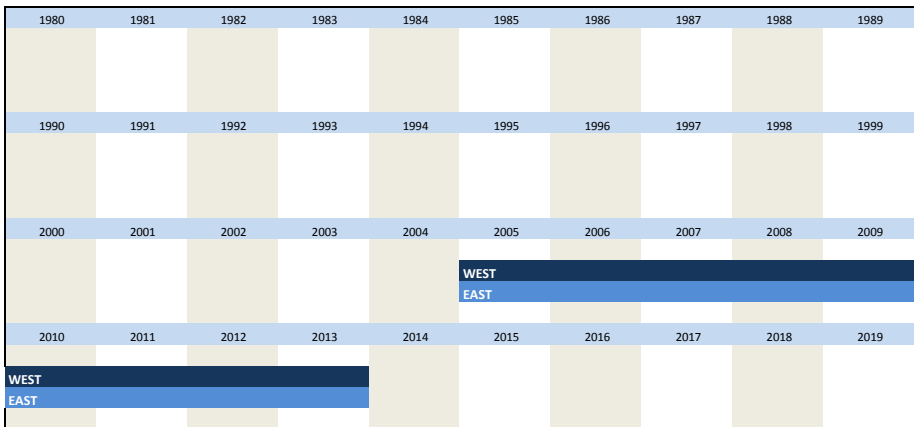 1980 1981 1982 1983 1984 1985 1986 1987 1988 1989
1990 1991 1992 1993 1994 1995 1996 1997 1998 1999
2000 2001 2002 2003 2004 2005 2006 2007 2008 2009
WEST
EAST
2010 2011 2012 2013 2014 2015 2016 2017 2018 2019
WEST
EAST